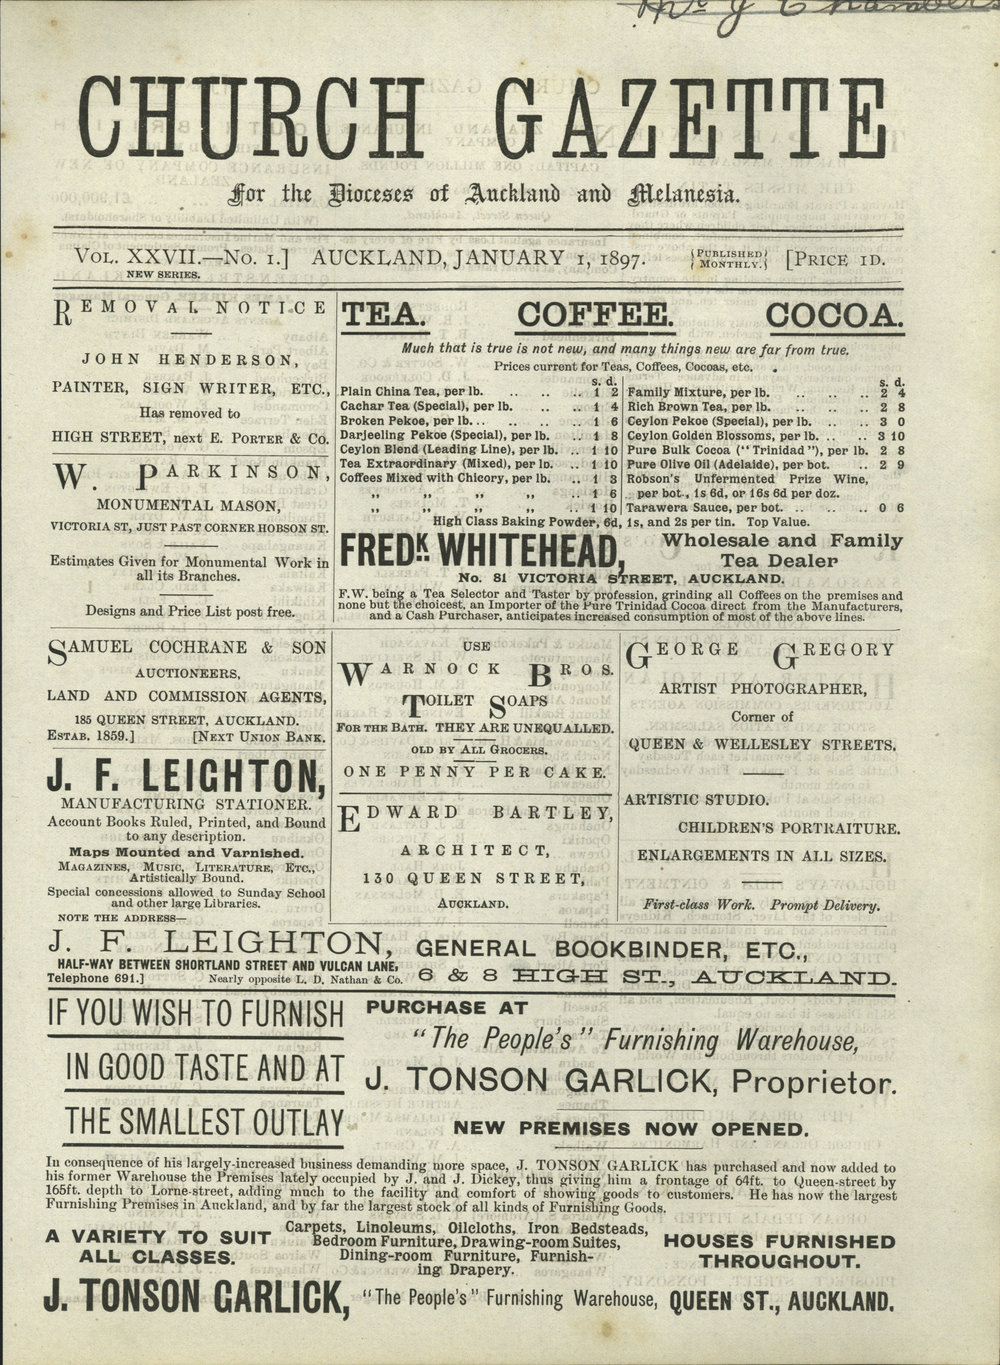 Mr J Chambers
CHURCH GAZETTE
For the Dioceses of Auckland and Melanesia.
VOL. XXVII.—No. 1.] AUCKLAND, JANUARY 1, 1897. {PUBLISHED MONTHLY.} [PRICE 1D.
NEW SERIES.
REMOVAL NOTICE
JOHN HENDERSON,
PAINTER, SIGN WRITER, ETC.,
Has removed to
HIGH STREET, next E. PORTER & Co.
W. PARKINSON,
MONUMENTAL MASON,
VICTORIA ST, JUST PAST CORNER HOBSON ST.
Estimates Given for Monumental Work in
all its Branches.
Designs and Price List post free.
TEA. COFFEE. COCOA.
Much that is true is not new, and many things new are far from true.
Prices current for Teas, Coffees, Cocoas, etc.
s. d.
Plain China Tea, per lb. .. .. .. 1 2
Cachar Tea (Special), per lb. .. .. 1 4
Broken Pekoe, per lb... .. .. .. 1 6
Darjeeling Pekoe (Special), per lb. .. 1 8
Ceylon Blend (Leading Line), per lb. .. 1 10
Tea Extraordinary (Mixed), per lb. .. 1 10
Coffees Mixed with Chicory, per lb. .. 1 3
,, ,, ,, ,, .. 1 6
,, ,, ,, ,, .. 1 10
s. d.
Family Mixture, per lb. .. .. .. 2 4
Rich Brown Tea, per lb. .. .. .. 2 8
Ceylon Pekoe (Special), per lb. .. .. 3 0
Ceylon Golden Blossoms, per lb. .. .. 3 10
Pure Bulk Cocoa ("Trinidad"), per lb. 2 8
Pure Olive Oil (Adelaide), per bot. .. 2 9
Robson's Unfermented Prize Wine,
per bot., 1s 6d, or 16s 6d per doz.
Tarawera Sauce, per bot. .. .. .. 0 6
High Class Baking Powder, 6d, 1s, and 2s per tin. Top Value.
FREDK. WHITEHEAD, Wholesale and Family
Tea Dealer
No. 81 VICTORIA STREET, AUCKLAND.
F.W. being a Tea Selector and Taster by profession, grinding all Coffees on the premises and
none but the choicest, an Importer of the Pure Trinidad Cocoa direct from the Manufacturers,
and a Cash Purchaser, anticipates increased consumption of most of the above lines.
SAMUEL COCHRANE & SON
AUCTIONEERS,
LAND AND COMMISSION AGENTS,
185 QUEEN STREET, AUCKLAND.
ESTAB. 1859.] [NEXT UNION BANK.
J. F. LEIGHTON,
MANUFACTURING STATIONER.
Account Books Ruled, Printed, and Bound
to any description.
Maps Mounted and Varnished.
MAGAZINES, MUSIC, LITERATURE, ETC.,
Artistically Bound.
Special concessions allowed to Sunday School
and other large Libraries.
NOTE THE ADDRESS—
USE
WARNOCK BROS.
TOILET SOAPS
FOR THE BATH. THEY ARE UNEQUALLED.
OLD BY ALL GROCERS.
ONE PENNY PER CAKE.
EDWARD BARTLEY,
ARCHITECT,
130 QUEEN STREET,
AUCKLAND.
GEORGE GREGORY
ARTIST PHOTOGRAPHER,
Corner of
QUEEN & WELLESLEY STREETS.
ARTISTIC STUDIO.
CHILDREN'S PORTRAITURE.
ENLARGEMENTS IN ALL SIZES.
First-class Work. Prompt Delivery.
J. F. LEIGHTON, GENERAL BOOKBINDER, ETC.,
HALF-WAY BETWEEN SHORTLAND STREET AND VULCAN LANE,
Telephone 691.] Nearly opposite L. D. Nathan & Co. 6 & 8 HIGH ST., AUCKLAND.
IF YOU WISH TO FURNISH
IN GOOD TASTE AND AT
THE SMALLEST OUTLAY
PURCHASE AT
"The People's" Furnishing Warehouse,
J. TONSON GARLICK, Proprietor.
NEW PREMISES NOW OPENED.
In consequence of his largely-increased business demanding more space, J. TONSON GARLICK has purchased and now added to
his former Warehouse the Premises lately occupied by J. and J. Dickey, thus giving him a frontage of 64ft. to Queen-street by
165ft. depth to Lorne-street, adding much to the facility and comfort of showing goods to customers. He has now the largest
Furnishing Premises in Auckland, and by far the largest stock of all kinds of Furnishing Goods.
A VARIETY TO SUIT
ALL CLASSES.
Carpets, Linoleums, Oilcloths, Iron Bedsteads,
Bedroom Furniture, Drawing-room Suites,
Dining-room Furniture, Furnish-
ing Drapery.
HOUSES FURNISHED
THROUGHOUT.
J. TONSON GARLICK, "The People's" Furnishing Warehouse, QUEEN ST., AUCKLAND.